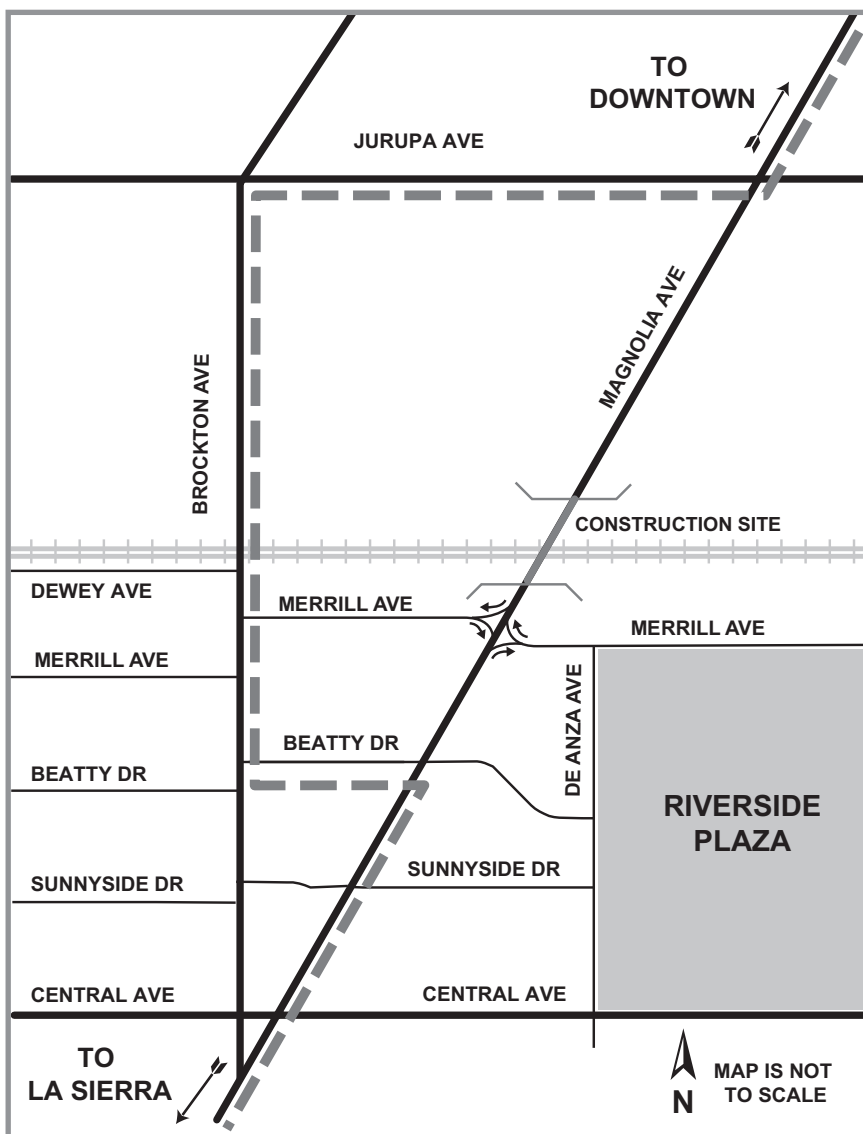 TO
DOWNTOWN
JURUPA AVE
MAGNOLIA AVE
BROCKTON AVE
CONSTRUCTION SITE
DEWEY AVE
MERRILL AVE
MERRILL AVE
MERRILL AVE
DE ANZA AVE
BEATTY DR
BEATTY DR
RIVERSIDE
PLAZA
SUNNYSIDE DR
SUNNYSIDE DR
CENTRAL AVE
CENTRAL AVE
TO
LA SIERRA
N
MAP IS NOT
TO SCALE